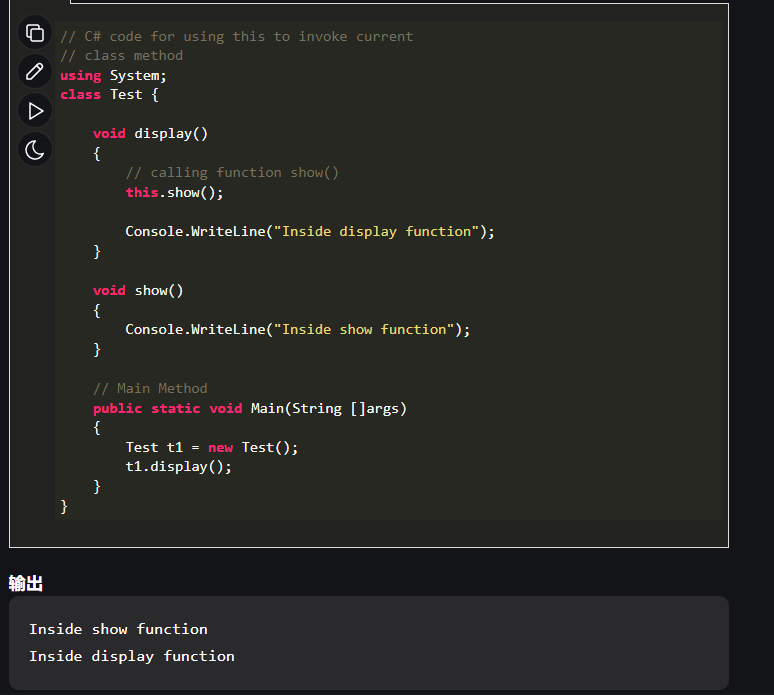 // C# code for using this to invoke current
// class method
using System;
class Test {
void display()
{
// calling function show()
this.show();
Console.WriteLine("Inside display function");
}
void show()
{
Console.WriteLine("Inside show function");
}
// Main Method
public static void Main(String []args)
{
Test t1 = new Test();
t1.display();
}
}
输出
Inside show function
Inside display function